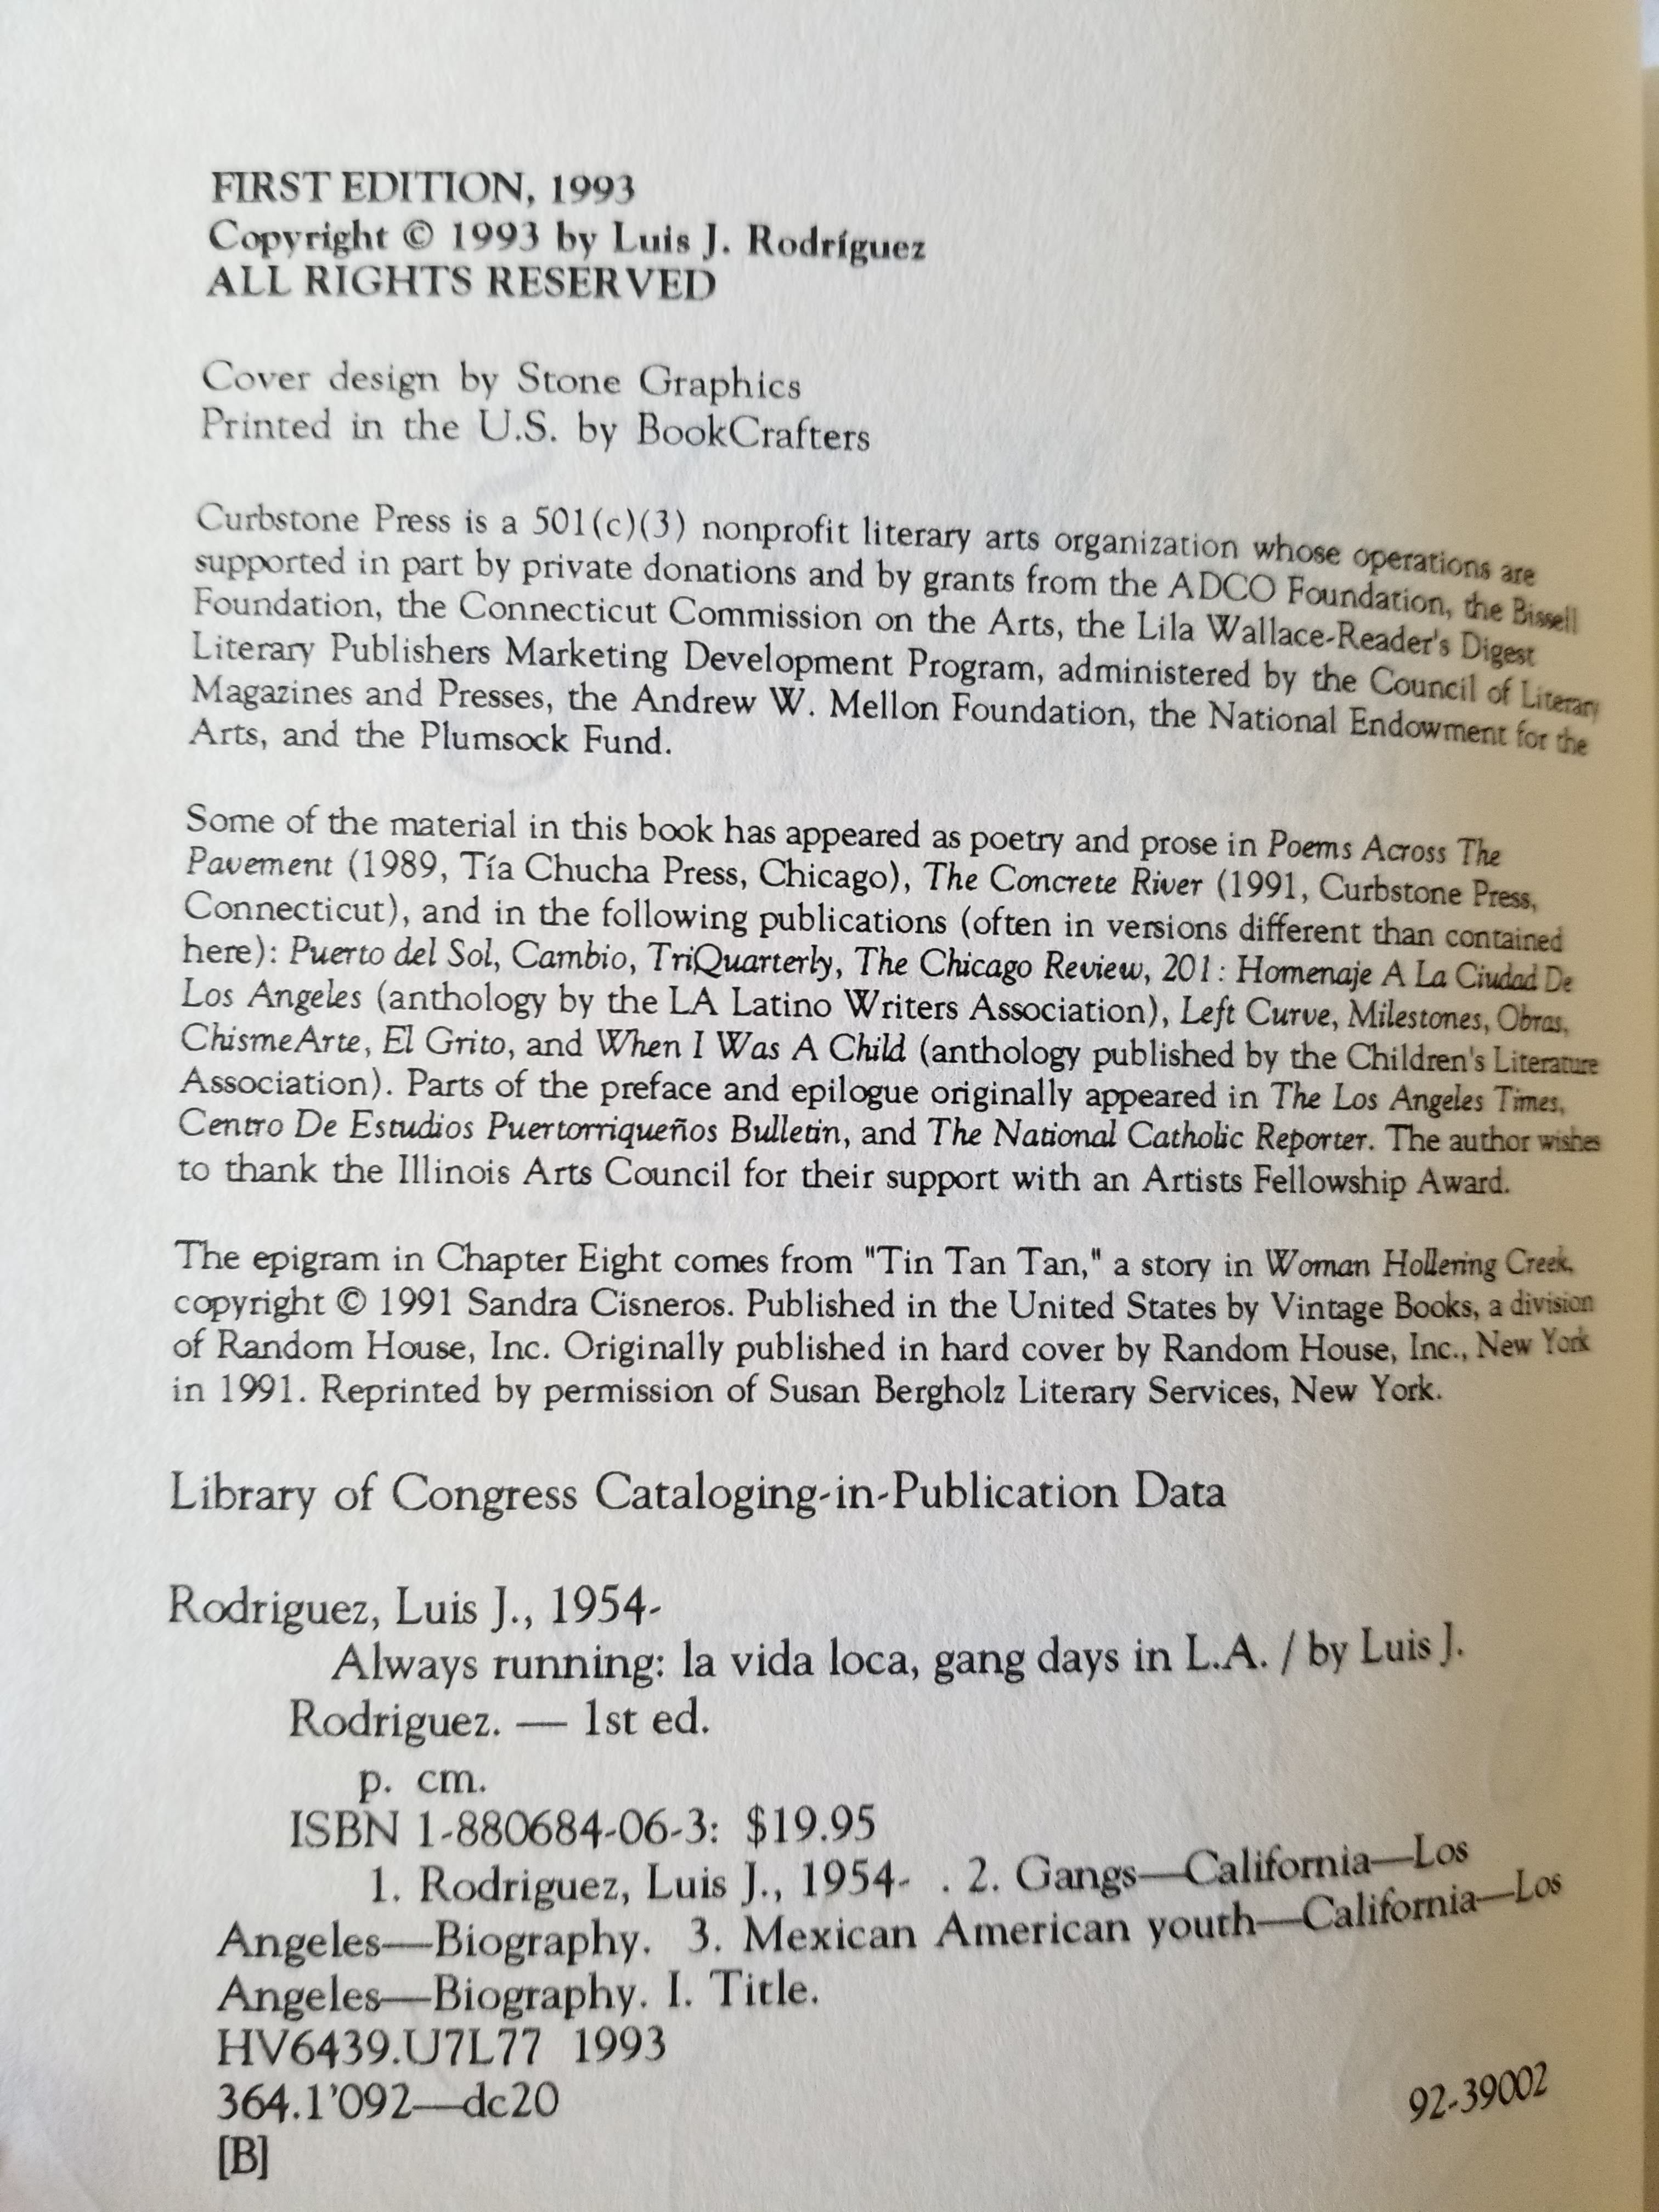 FIRST EDITION, 1993
Copyright © 1993 by Luis J. Rodríguez
ALL RIGHTS RESERVED
Cover design by Stone Graphics
Printed in the U.S. by BookCrafters
Curbstone Press is a 501(c)(3) nonprofit literary arts organization whose operations are
supported in part by private donations and by grants from the ADCO Foundation, the Bissell
Foundation, the Connecticut Commission on the Arts, the Lila Wallace-Reader's Digest
Literary Publishers Marketing Development Program, administered by the Council of Literary
Magazines and Presses, the Andrew W. Mellon Foundation, the National Endowment for the
Arts, and the Plumsock Fund.
Some of the material in this book has appeared as poetry and prose in Poems Across The
Pavement (1989, Tía Chucha Press, Chicago), The Concrete River (1991, Curbstone Press,
Connecticut), and in the following publications (often in versions different than contained
here): Puerto del Sol, Cambio, TriQuarterly, The Chicago Review, 201: Homenaje A La Ciudad De
Los Angeles (anthology by the LA Latino Writers Association), Left Curve, Milestones, Obras,
ChismeArte, El Grito, and When I Was A Child (anthology published by the Children's Literature
Association). Parts of the preface and epilogue originally appeared in The Los Angeles Times,
Centro De Estudios Puertorriqueños Bulletin, and The National Catholic Reporter. The author wishes
to thank the Illinois Arts Council for their support with an Artists Fellowship Award.
The epigram in Chapter Eight comes from "Tin Tan Tan," a story in Woman Hollering Creek,
copyright © 1991 Sandra Cisneros. Published in the United States by Vintage Books, a division
of Random House, Inc. Originally published in hard cover by Random House, Inc., New York
in 1991. Reprinted by permission of Susan Bergholz Literary Services, New York.
Library of Congress Cataloging-in-Publication Data
Rodriguez, Luis J., 1954-
Always running: la vida loca, gang days in L.A. / by Luis J.
Rodriguez. — 1st ed.
p. cm.
ISBN 1-880684-06-3: $19.95
1. Rodriguez, Luis J., 1954- . 2. Gangs—California—Los
Angeles—Biography. 3. Mexican American youth—California—Los
Angeles—Biography. I. Title.
HV6439.U7L77 1993
364.1'092—dc20
92-39002
[B]